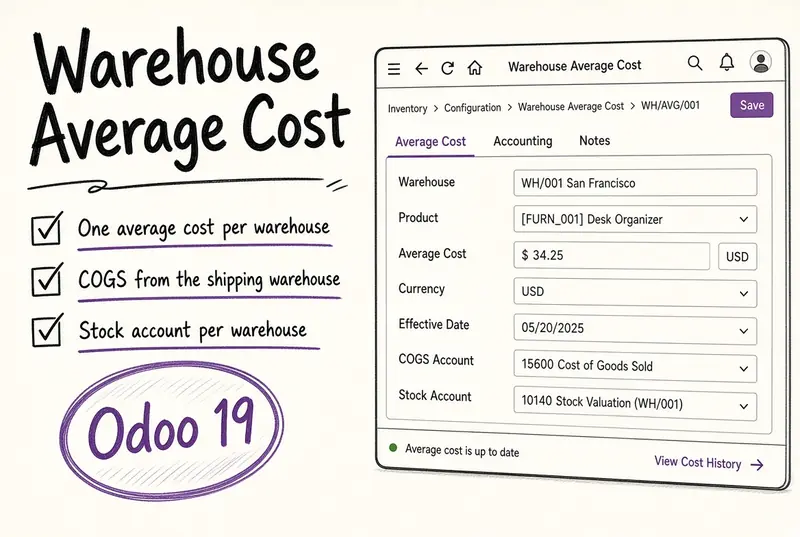 Warehouse
Average Cost
One average cost per warehouse
COGS from the shipping warehouse
Stock account per warehouse
Odoo 19
Warehouse Average Cost
Inventory > Configuration > Warehouse Average Cost > WH/AVG/001
Save
Average Cost Accounting Notes
Warehouse WH/001 San Francisco
Product [FURN_001] Desk Organizer
Average Cost $ 34.25 USD
Currency USD
Effective Date 05/20/2025
COGS Account 15600 Cost of Goods Sold
Stock Account 10140 Stock Valuation (WH/001)
Average cost is up to date
View Cost History →